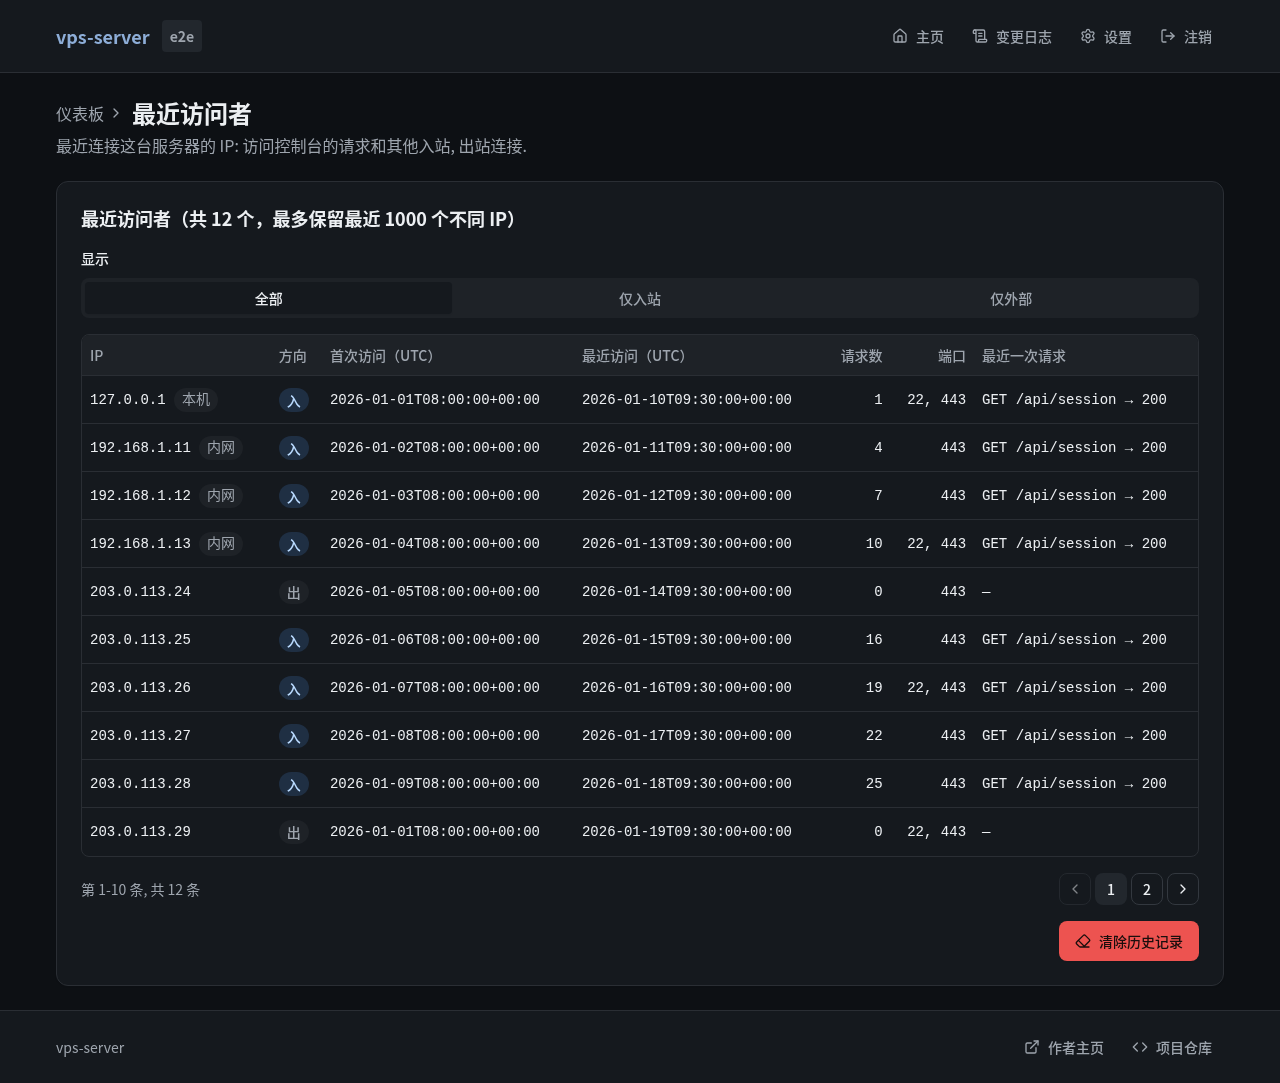 vps-server e2e 主页 变更日志 设置 注销
仪表板 最近访问者
最近连接这台服务器的 IP: 访问控制台的请求和其他入站, 出站连接.
最近访问者（共 12 个，最多保留最近 1000 个不同 IP）
显示
全部 仅入站 仅外部
IP 方向 首次访问（UTC） 最近访问（UTC） 请求数 端口 最近一次请求
127.0.0.1 本机 入 2026-01-01T08:00:00+00:00 2026-01-10T09:30:00+00:00 1 22, 443 GET /api/session → 200
192.168.1.11 内网 入 2026-01-02T08:00:00+00:00 2026-01-11T09:30:00+00:00 4 443 GET /api/session → 200
192.168.1.12 内网 入 2026-01-03T08:00:00+00:00 2026-01-12T09:30:00+00:00 7 443 GET /api/session → 200
192.168.1.13 内网 入 2026-01-04T08:00:00+00:00 2026-01-13T09:30:00+00:00 10 22, 443 GET /api/session → 200
203.0.113.24 出 2026-01-05T08:00:00+00:00 2026-01-14T09:30:00+00:00 0 443 —
203.0.113.25 入 2026-01-06T08:00:00+00:00 2026-01-15T09:30:00+00:00 16 443 GET /api/session → 200
203.0.113.26 入 2026-01-07T08:00:00+00:00 2026-01-16T09:30:00+00:00 19 22, 443 GET /api/session → 200
203.0.113.27 入 2026-01-08T08:00:00+00:00 2026-01-17T09:30:00+00:00 22 443 GET /api/session → 200
203.0.113.28 入 2026-01-09T08:00:00+00:00 2026-01-18T09:30:00+00:00 25 443 GET /api/session → 200
203.0.113.29 出 2026-01-01T08:00:00+00:00 2026-01-19T09:30:00+00:00 0 22, 443 —
第 1-10 条, 共 12 条 1 2
清除历史记录
vps-server 作者主页 项目仓库